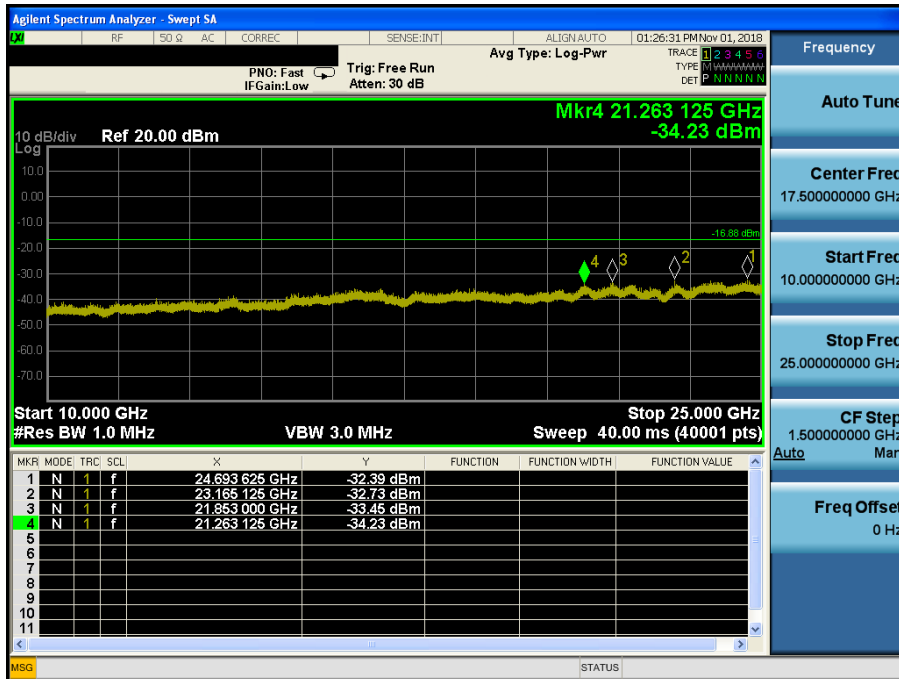 Agilent Spectrum Analyzer - Swept SA
LXI RF 50 Ω AC CORREC SENSE:INT ALIGN AUTO 01:26:31 PM Nov 01, 2018
PNO: Fast
IFGain:Low
Trig: Free Run
Atten: 30 dB
Avg Type: Log-Pwr
TRACE 1 2 3 4 5 6
TYPE M WWWWW
DET P N N N N N
Mkr4 21.263 125 GHz
-34.23 dBm
10 dB/div Ref 20.00 dBm
Log
10.0
0.00
-10.0
-20.0
-30.0
-40.0
-50.0
-60.0
-70.0
-16.88 dBm
4 3 2 1
Start 10.000 GHz Stop 25.000 GHz
#Res BW 1.0 MHz VBW 3.0 MHz Sweep 40.00 ms (40001 pts)
MKR MODE TRC SCL X Y FUNCTION FUNCTION WIDTH FUNCTION VALUE
1 N 1 f 24.693 625 GHz -32.39 dBm
2 N 1 f 23.165 125 GHz -32.73 dBm
3 N 1 f 21.853 000 GHz -33.45 dBm
4 N 1 f 21.263 125 GHz -34.23 dBm
5
6
7
8
9
10
11
MSG STATUS
Frequency
Auto Tune
Center Freq
17.500000000 GHz
Start Freq
10.000000000 GHz
Stop Freq
25.000000000 GHz
CF Step
1.500000000 GHz
Auto Man
Freq Offset
0 Hz